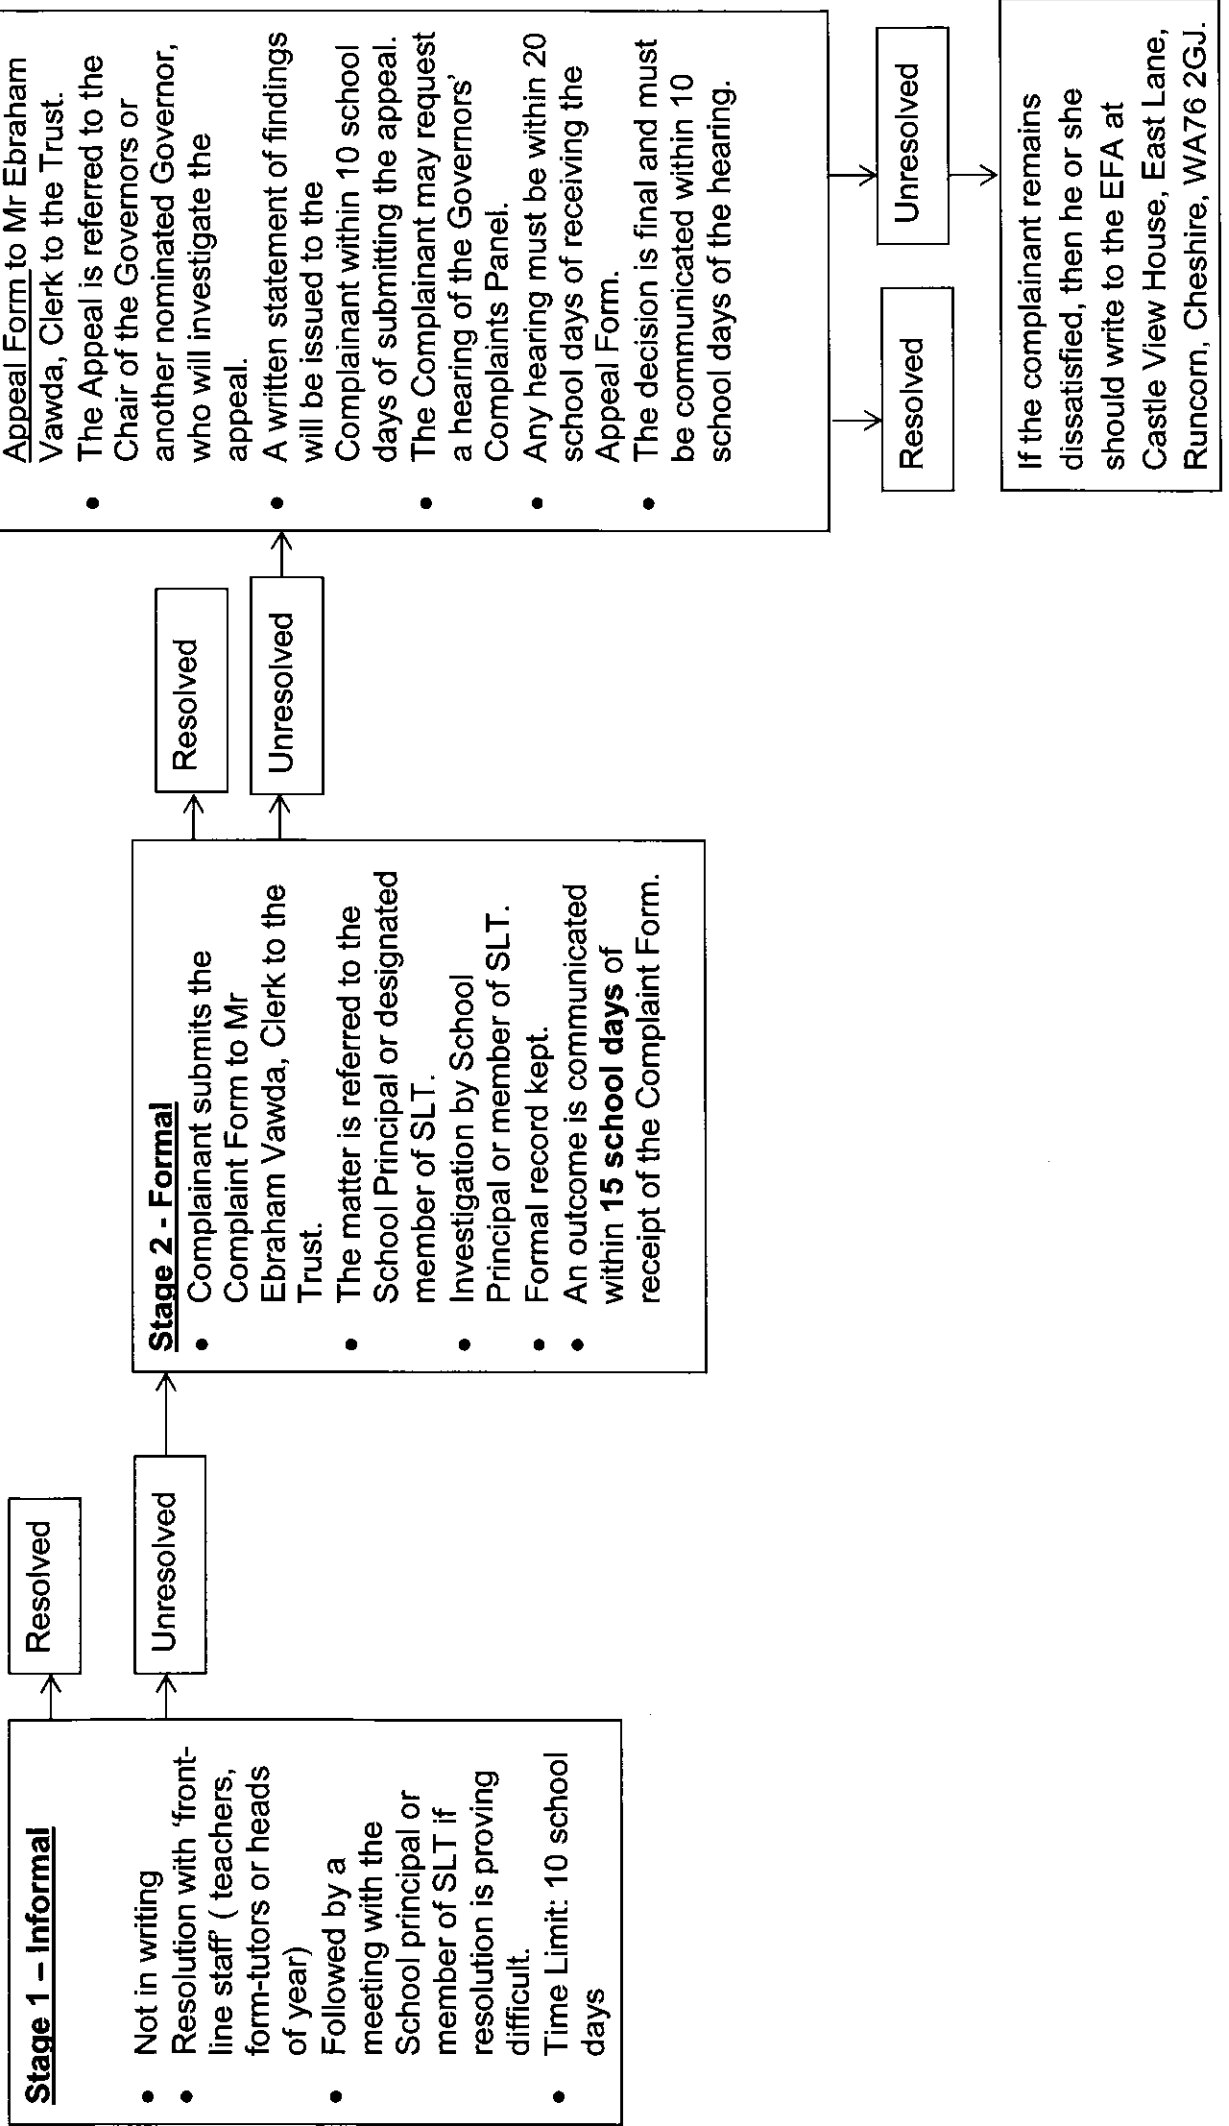 Stage 1 – Informal
• Not in writing
• Resolution with ‘front-
line staff’ ( teachers,
form-tutors or heads
of year)
• Followed by a
meeting with the
School principal or
member of SLT if
resolution is proving
difficult.
• Time Limit: 10 school
days
Resolved
Unresolved
Stage 2 - Formal
• Complainant submits the
Complaint Form to Mr
Ebraham Vawda, Clerk to the
Trust.
• The matter is referred to the
School Principal or designated
member of SLT.
• Investigation by School
Principal or member of SLT.
• Formal record kept.
• An outcome is communicated
within 15 school days of
receipt of the Complaint Form.
Resolved
Unresolved
Appeal Form to Mr Ebraham
Vawda, Clerk to the Trust.
• The Appeal is referred to the
Chair of the Governors or
another nominated Governor,
who will investigate the
appeal.
• A written statement of findings
will be issued to the
Complainant within 10 school
days of submitting the appeal.
• The Complainant may request
a hearing of the Governors’
Complaints Panel.
• Any hearing must be within 20
school days of receiving the
Appeal Form.
• The decision is final and must
be communicated within 10
school days of the hearing.
Resolved
Unresolved
If the complainant remains
dissatisfied, then he or she
should write to the EFA at
Castle View House, East Lane,
Runcorn, Cheshire, WA76 2GJ.